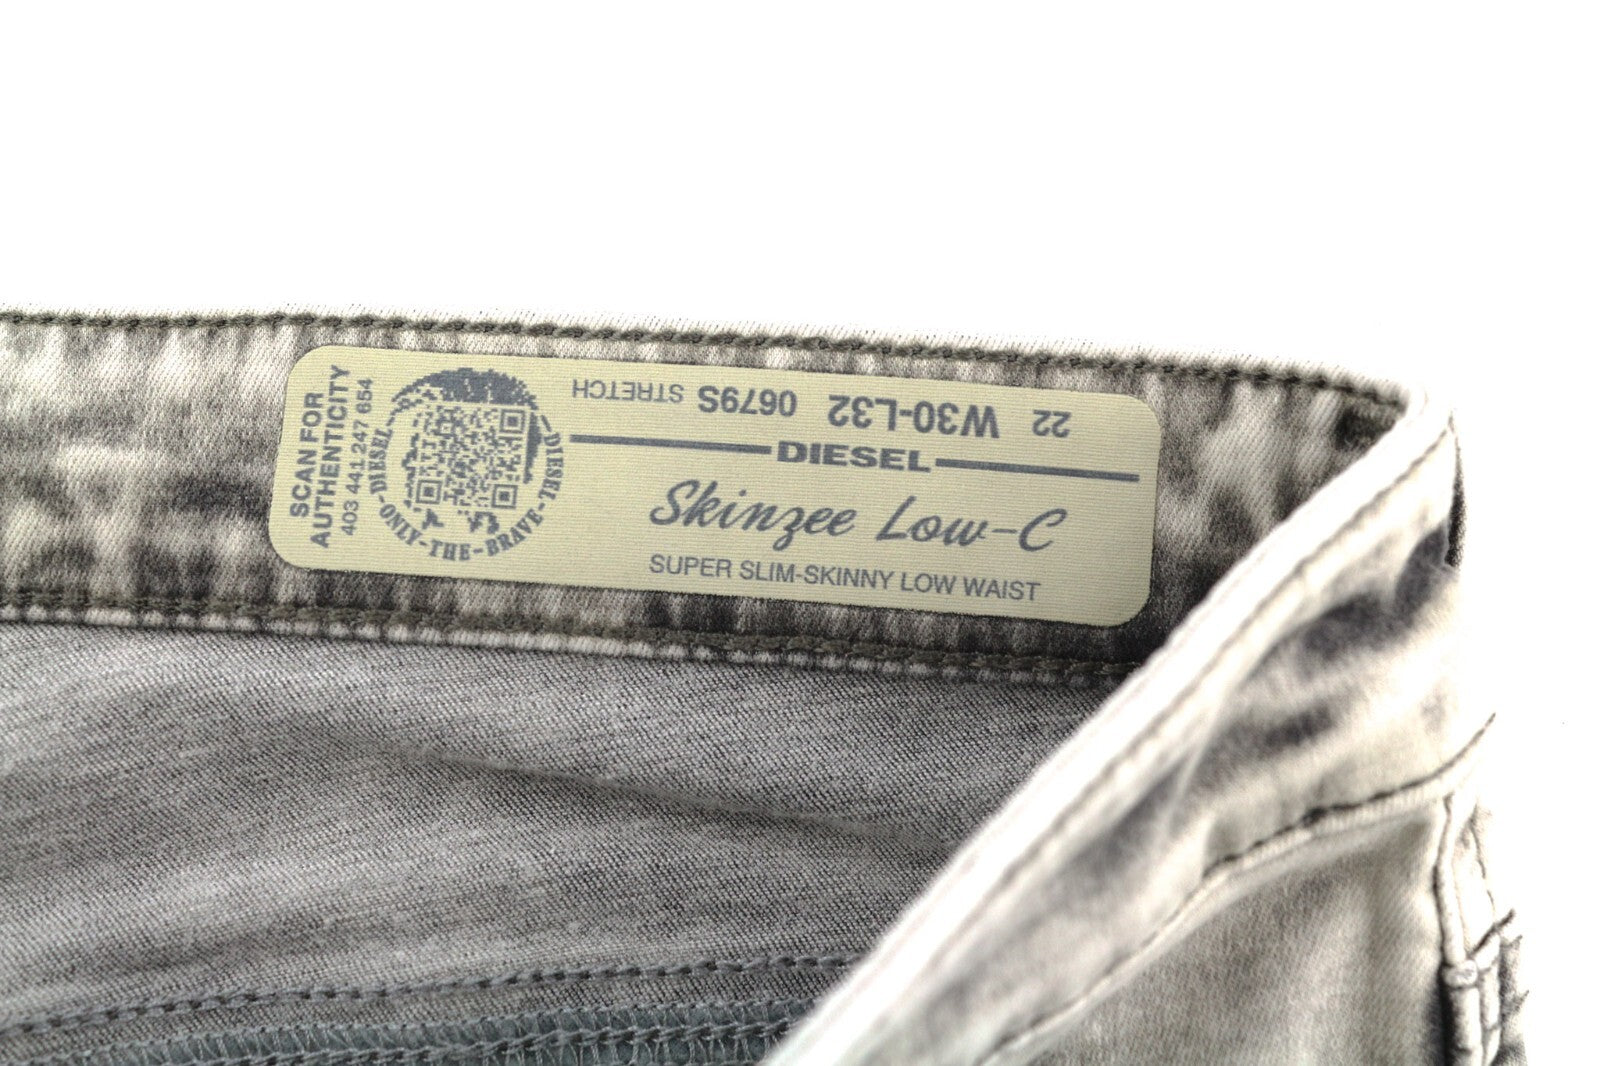 SCAN FOR
AUTHENTICITY
403 441 247 654
DIESEL-ONLY-THE-BRAVE-DIESEL
22 W30-L32 0679S STRETCH
DIESEL
Skinzee Low-C
SUPER SLIM-SKINNY LOW WAIST